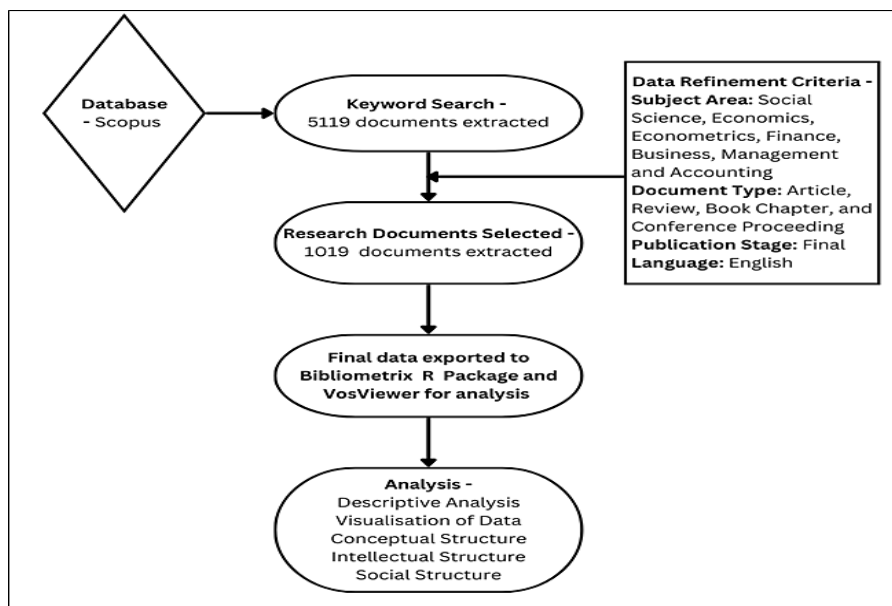 Database
- Scopus
Keyword Search -
5119 documents extracted
Data Refinement Criteria -
Subject Area: Social
Science, Economics,
Econometrics, Finance,
Business, Management
and Accounting
Document Type: Article,
Review, Book Chapter, and
Conference Proceeding
Publication Stage: Final
Language: English
Research Documents Selected -
1019 documents extracted
Final data exported to
Bibliometrix R Package and
VosViewer for analysis
Analysis -
Descriptive Analysis
Visualisation of Data
Conceptual Structure
Intellectual Structure
Social Structure